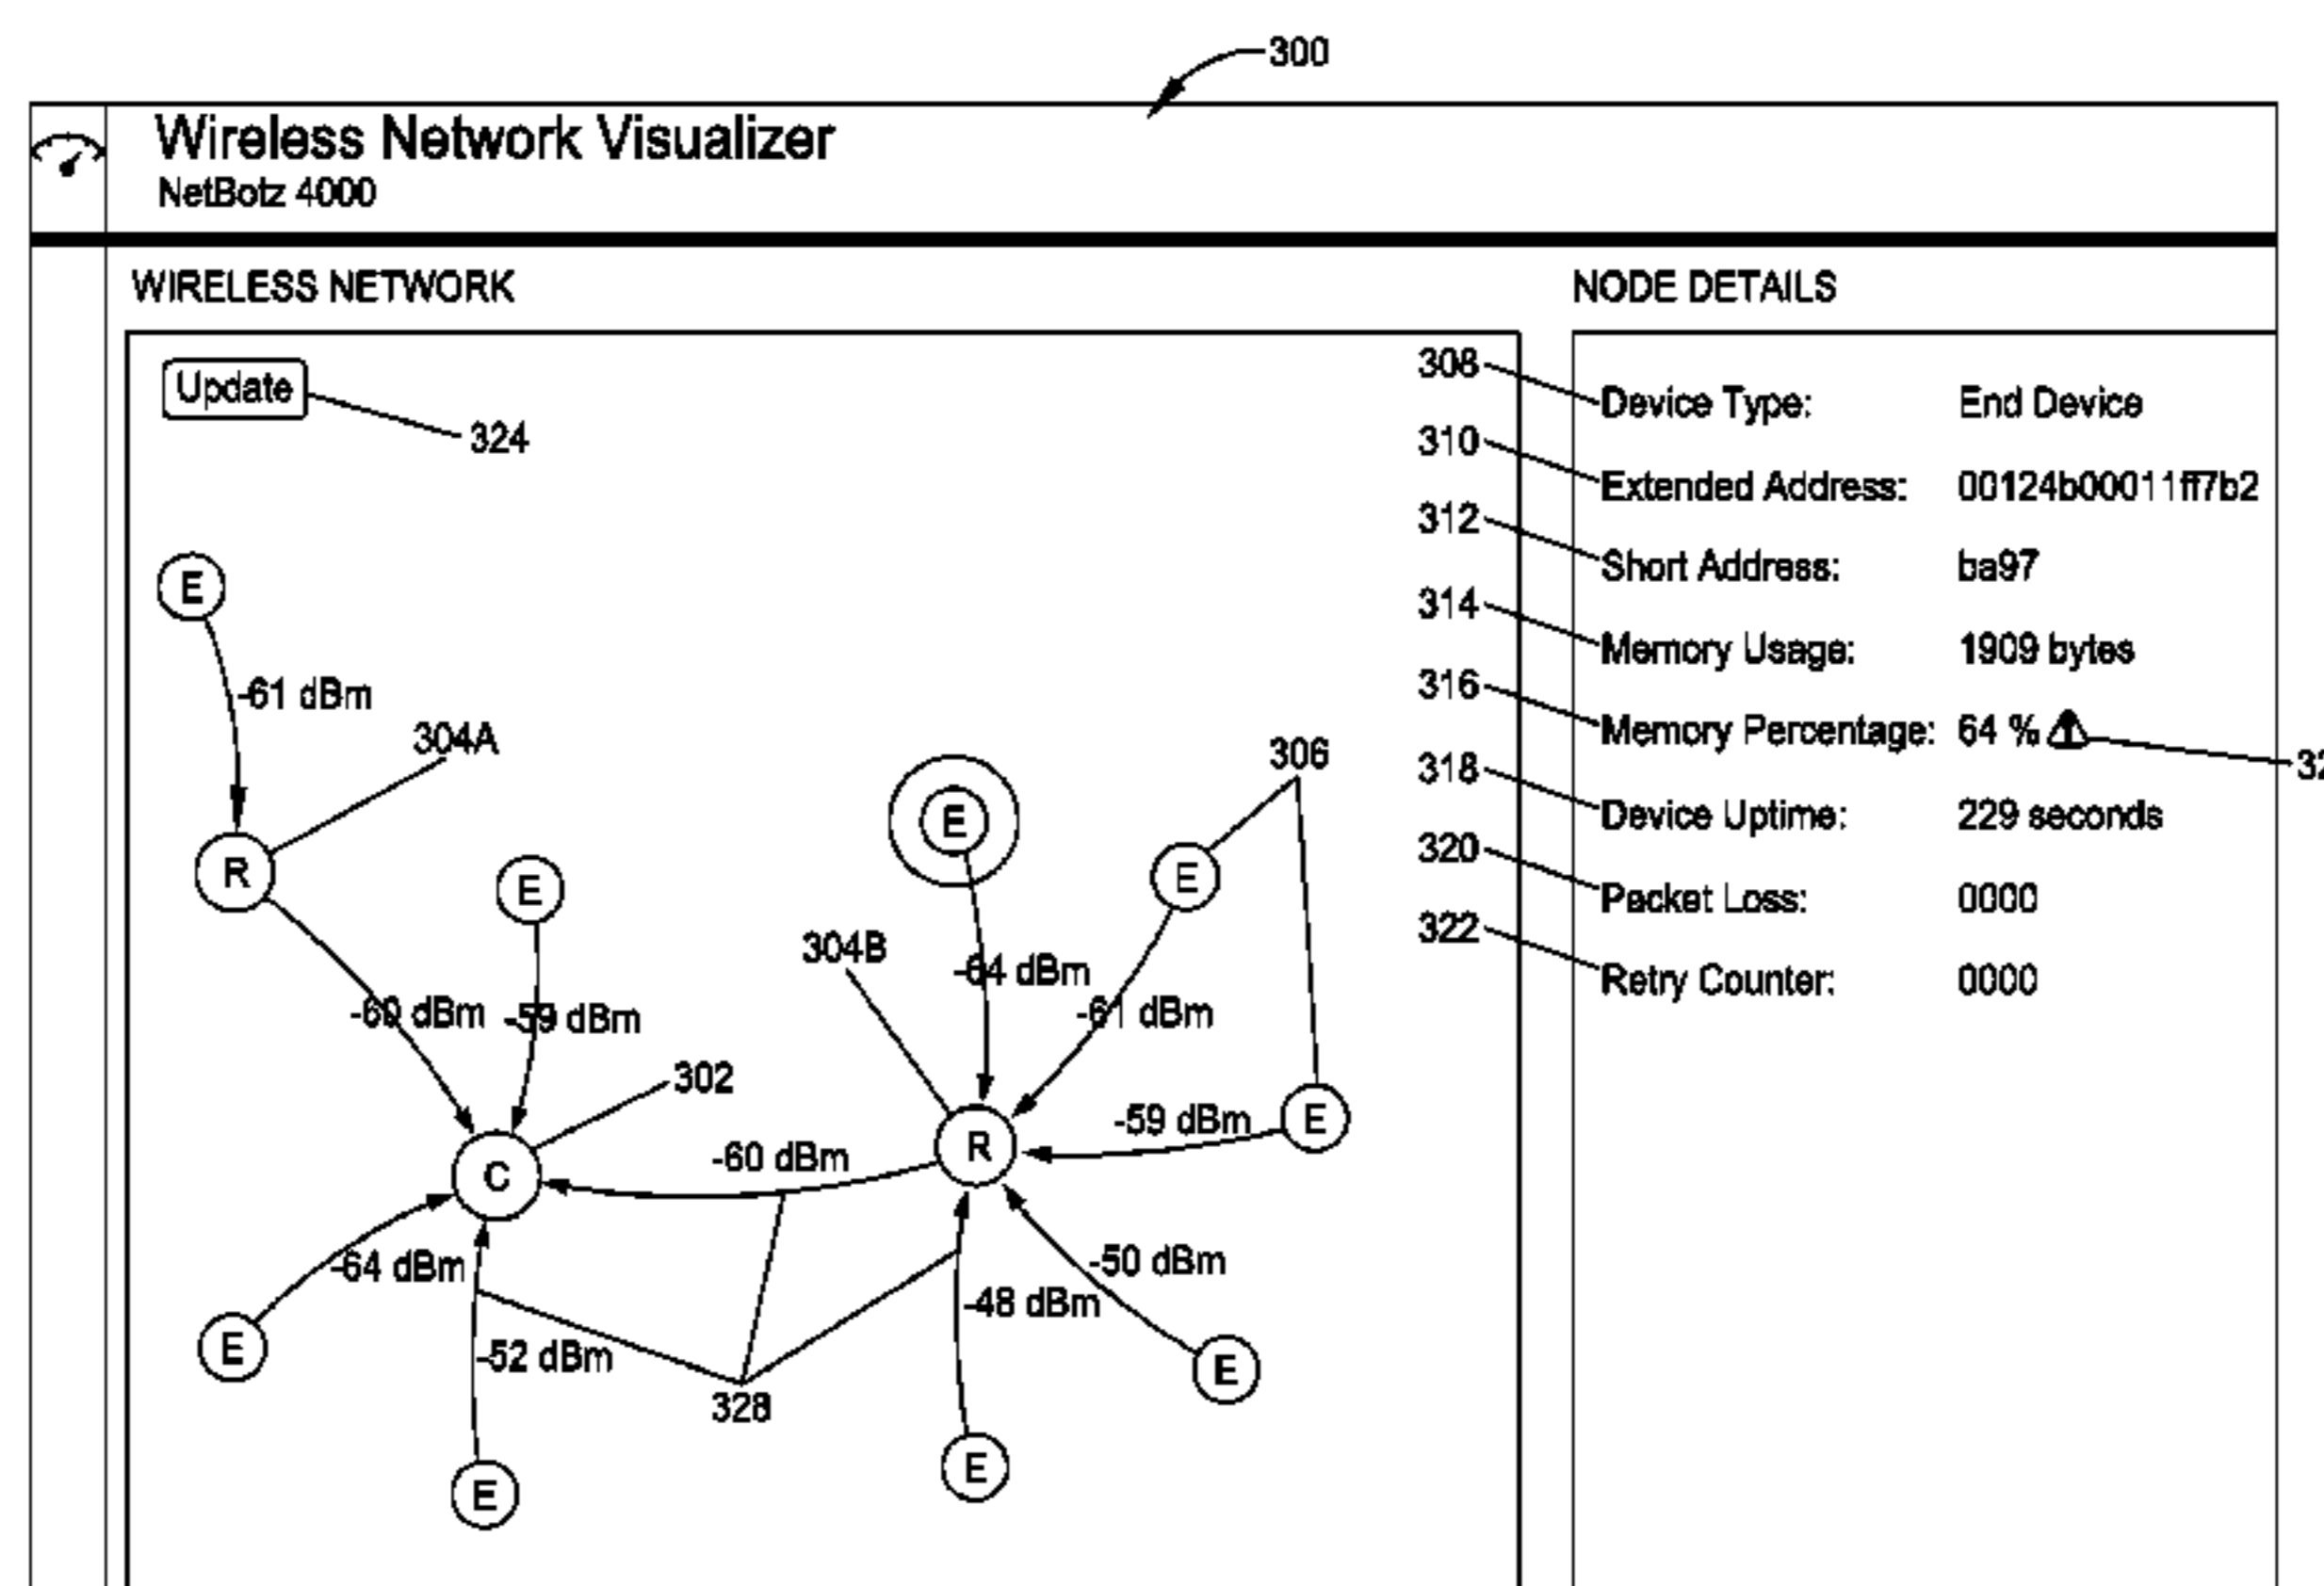 300
Wireless Network Visualizer
NetBotz 4000
WIRELESS NETWORK
NODE DETAILS
Update
324
308
Device Type: End Device
310
Extended Address: 00124b00011ff7b2
312
Short Address: ba97
314
Memory Usage: 1909 bytes
316
Memory Percentage: 64 %
318
Device Uptime: 229 seconds
320
Packet Loss: 0000
322
Retry Counter: 0000
E
-61 dBm
304A
R
E
E
306
E
304B
-64 dBm
-60 dBm
-59 dBm
-61 dBm
302
C
-60 dBm
R
-59 dBm
E
-64 dBm
-50 dBm
-48 dBm
E
-52 dBm
328
E
E
E